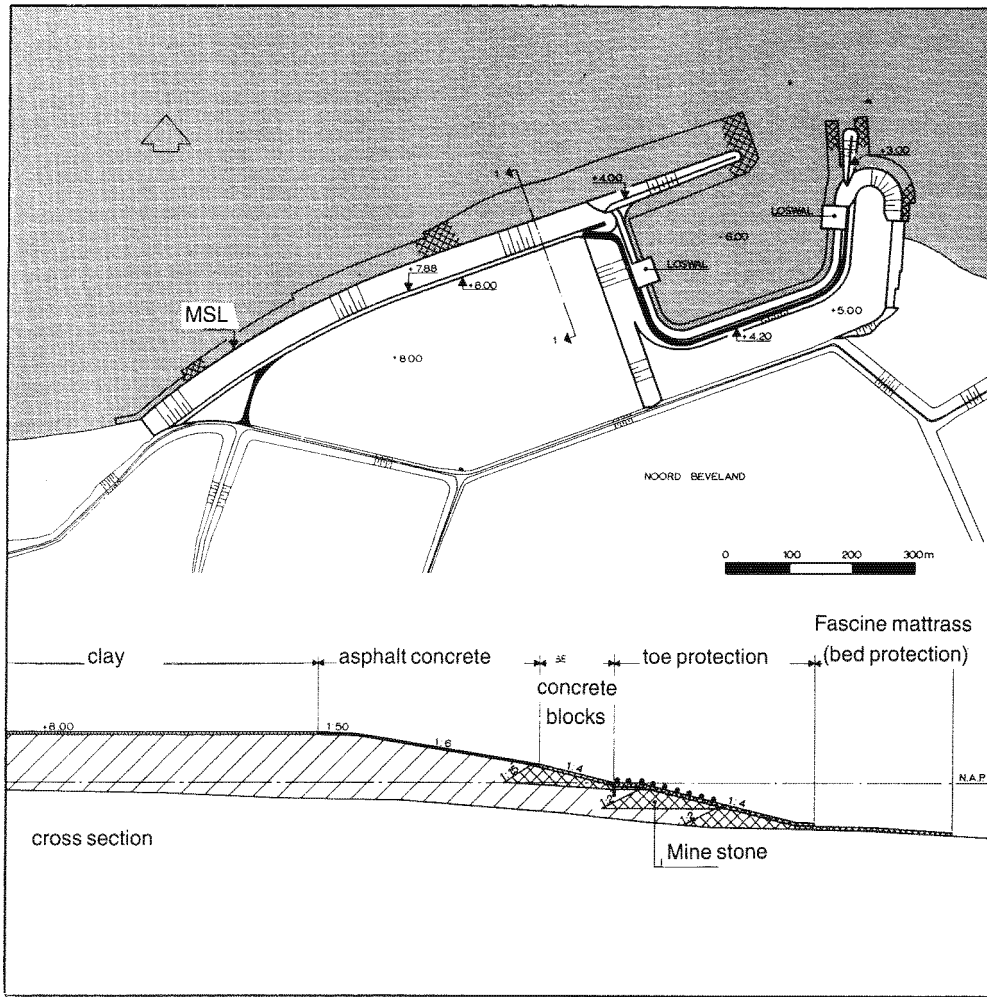 1
+4.00
+3.00
LOSWAL
+6.00
LOSWAL
+7.88
+8.00
MSL
1
+5.00
+4.20
+8.00
NOORD BEVELAND
0 100 200 300m
Fascine mattrass
(bed protection)
clay
asphalt concrete
toe protection
concrete
blocks
+8.00
1:50
1:6
1:4
1:4
N.A.P.
cross section
Mine stone